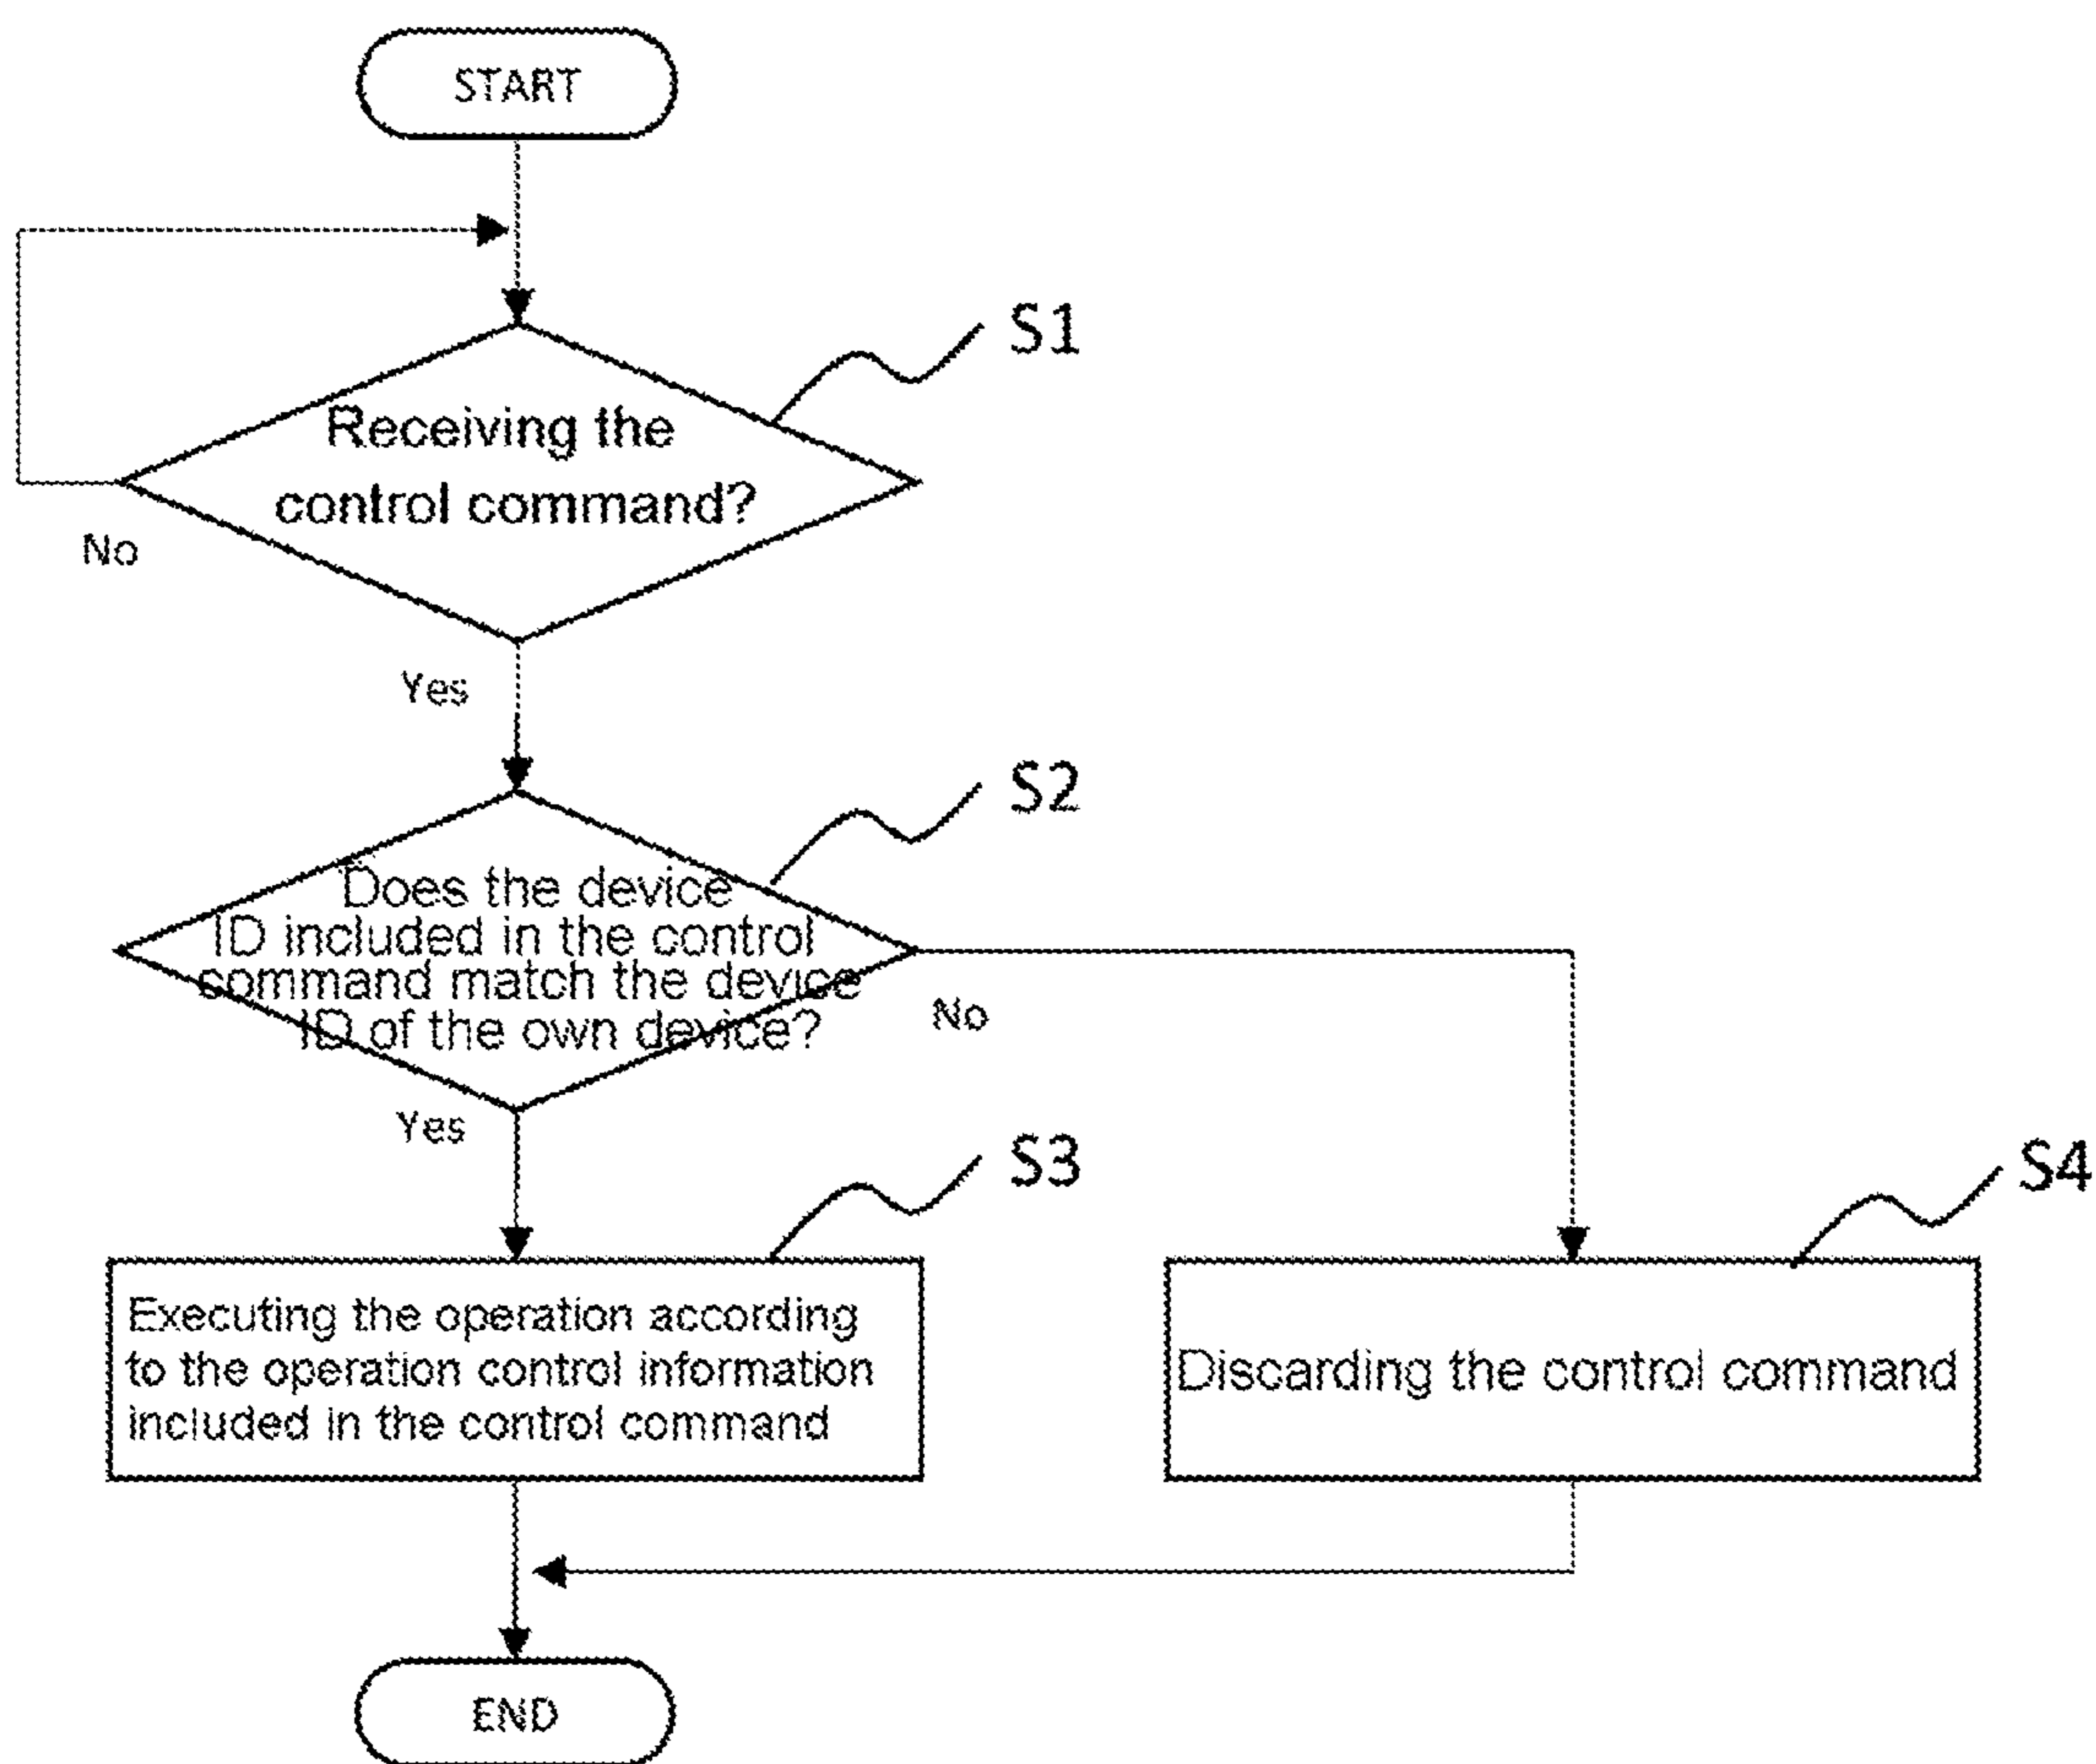 START
S1
Receiving the
control command?
No
Yes
S2
Does the device
ID included in the control
command match the device
ID of the own device?
No
Yes
S3
S4
Executing the operation according
to the operation control information
included in the control command
Discarding the control command
END